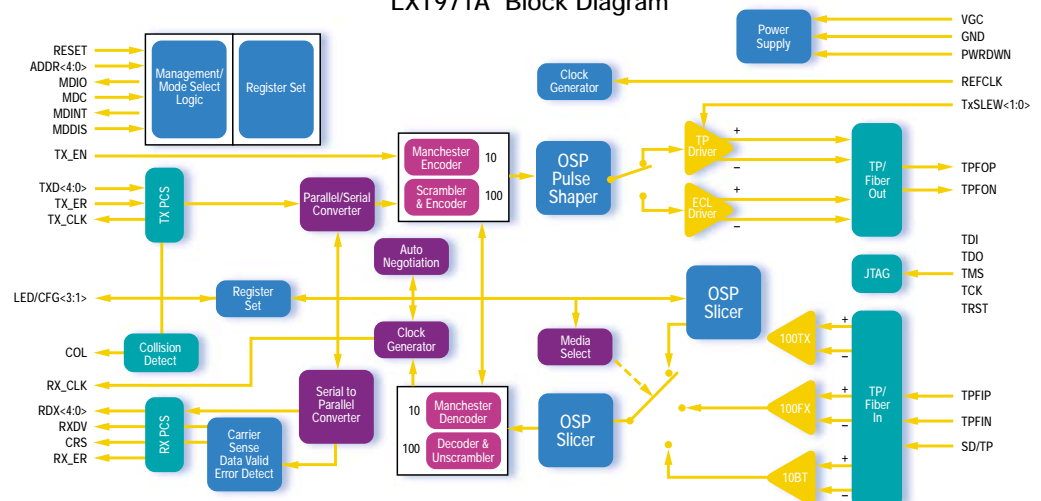 LXT971A Block Diagram
RESET
ADDR<4:0>
MDIO
MDC
MDINT
MDDIS
Management/
Mode Select
Logic
Register Set
Power
Supply
VGC
GND
PWRDWN
Clock
Generator
REFCLK
TxSLEW<1:0>
TX_EN
Manchester
Encoder
10
Scrambler
& Encoder
100
OSP
Pulse
Shaper
TP
Driver
+
–
ECL
Driver
+
–
TP/
Fiber
Out
TPFOP
TPFON
TXD<4:0>
TX_ER
TX_CLK
TX PCS
Parallel/Serial
Converter
Auto
Negotiation
JTAG
TDI
TDO
TMS
TCK
TRST
LED/CFG<3:1>
Register
Set
OSP
Slicer
Clock
Generator
Media
Select
COL
Collision
Detect
RX_CLK
100TX
+
–
RDX<4:0>
RXDV
CRS
RX_ER
RX PCS
Carrier
Sense
Data Valid
Error Detect
Serial to
Parallel
Converter
10
Manchester
Dencoder
100
Decoder &
Unscrambler
OSP
Slicer
100FX
+
–
10BT
+
–
TP/
Fiber
In
TPFIP
TPFIN
SD/TP